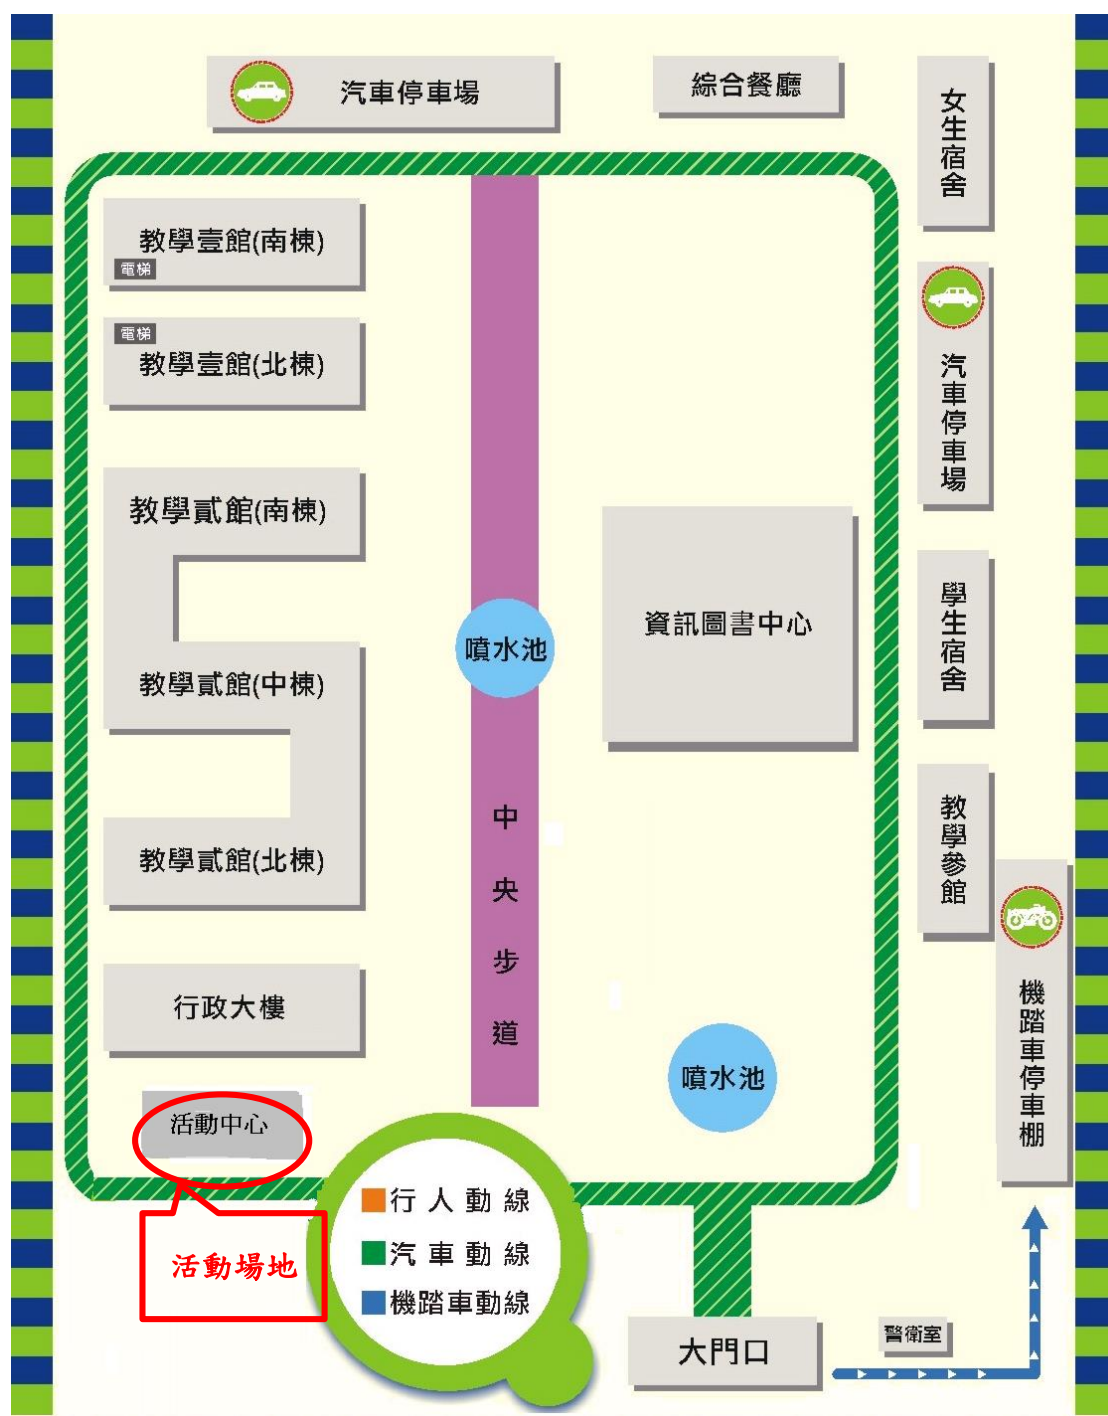 汽車停車場
綜合餐廳
女生宿舍
教學壹館(南棟)
電梯
電梯
教學壹館(北棟)
汽車停車場
教學貳館(南棟)
資訊圖書中心
噴水池
學生宿舍
教學貳館(中棟)
中央步道
教學參館
教學貳館(北棟)
行政大樓
機踏車停車棚
噴水池
活動中心
行人動線
活動場地
汽車動線
機踏車動線
警衛室
大門口